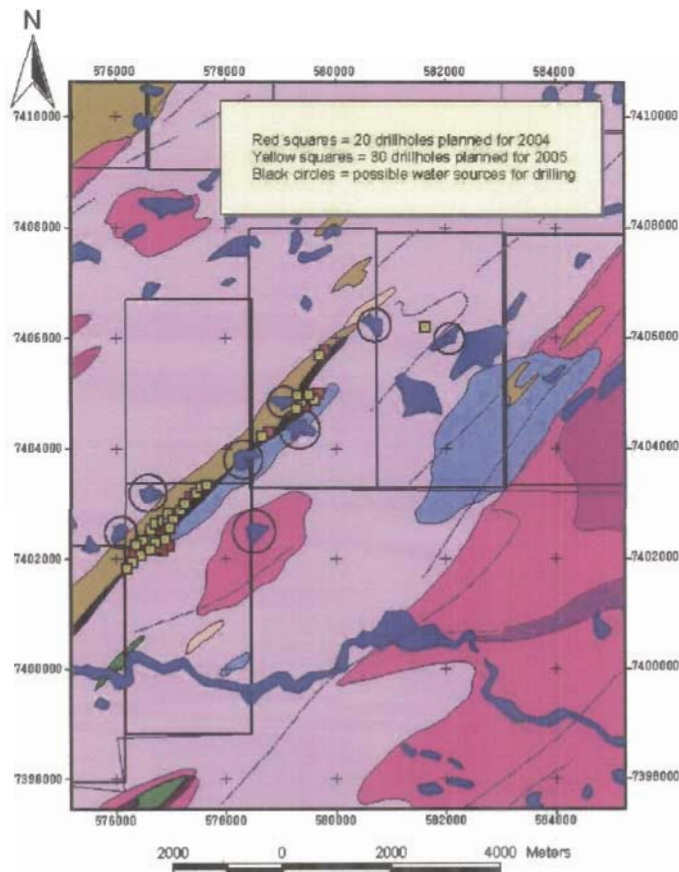 N
576000 578000 580000 582000 584000
7410000 7410000
Red squares = 20 drillholes planned for 2004
Yellow squares = 30 drillholes planned for 2005
Black circles = possible water sources for drilling
7408000 7408000
7406000 7406000
7404000 7404000
7402000 7402000
7400000 7400000
7398000 7398000
576000 578000 580000 582000 584000
2000 0 2000 4000 Meters